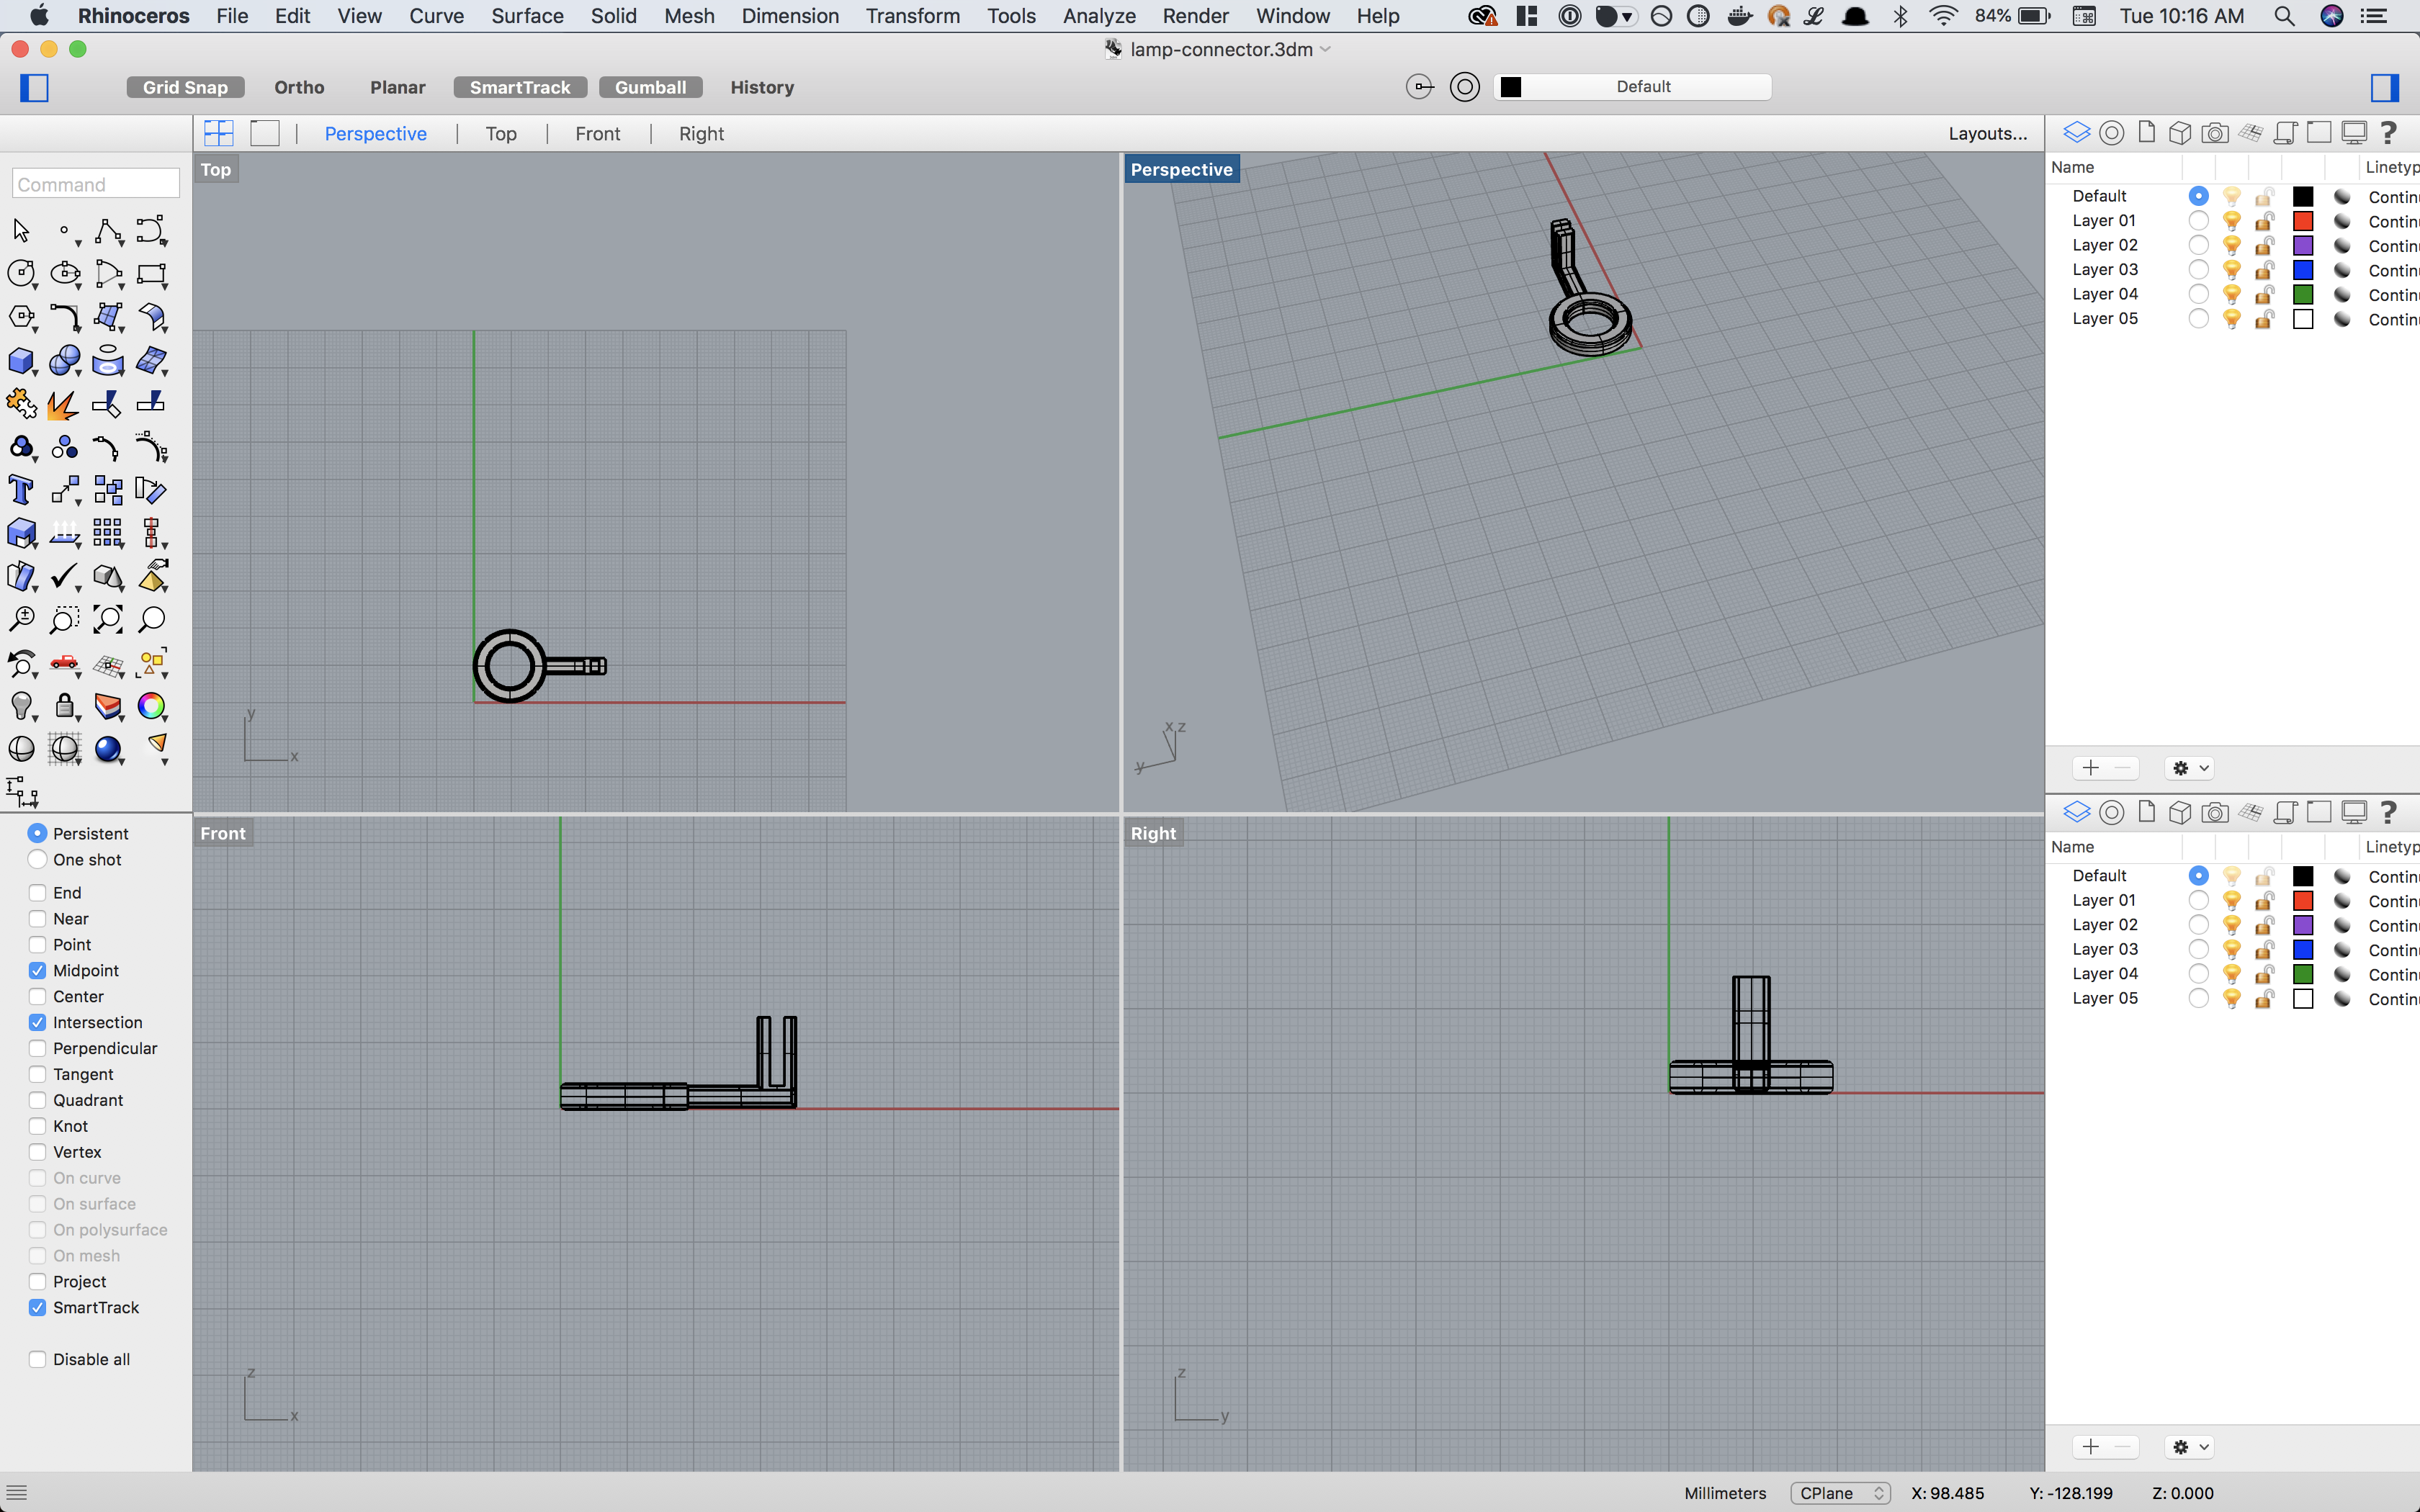 Rhinoceros File Edit View Curve Surface Solid Mesh Dimension Transform Tools Analyze Render Window Help 84% Tue 10:16 AM
lamp-connector.3dm
Grid Snap Ortho Planar SmartTrack Gumball History Default
Perspective | Top | Front | Right Layouts...
Command
Top
y
x
Perspective
x z
y
Front
z
x
Right
z
y
Persistent
One shot
End
Near
Point
Midpoint
Center
Intersection
Perpendicular
Tangent
Quadrant
Knot
Vertex
On curve
On surface
On polysurface
On mesh
Project
SmartTrack
Disable all
Name Linetyp
Default Contin
Layer 01 Contin
Layer 02 Contin
Layer 03 Contin
Layer 04 Contin
Layer 05 Contin
Name Linetyp
Default Contin
Layer 01 Contin
Layer 02 Contin
Layer 03 Contin
Layer 04 Contin
Layer 05 Contin
Millimeters CPlane X: 98.485 Y: -128.199 Z: 0.000